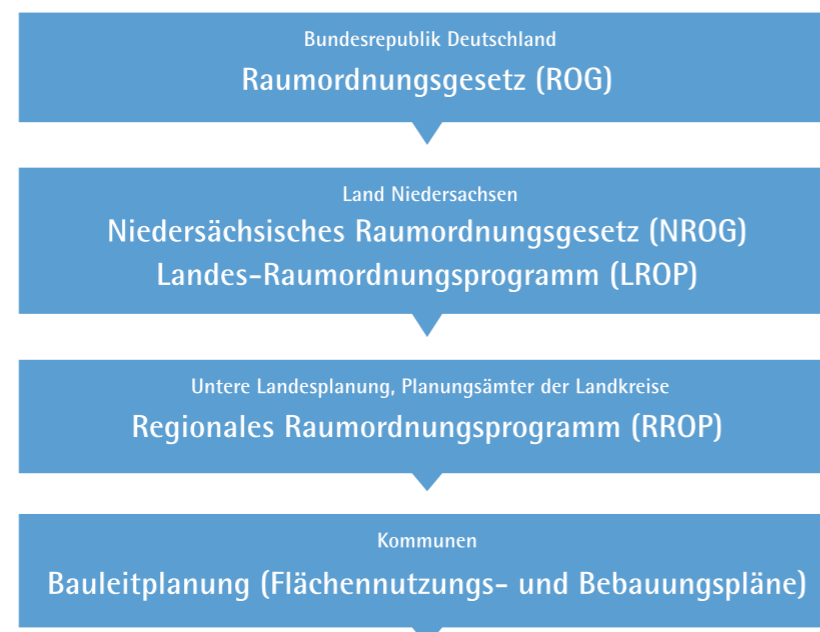 Bundesrepublik Deutschland
Raumordnungsgesetz (ROG)
Land Niedersachsen
Niedersächsisches Raumordnungsgesetz (NROG)
Landes-Raumordnungsprogramm (LROP)
Untere Landesplanung, Planungsämter der Landkreise
Regionales Raumordnungsprogramm (RROP)
Kommunen
Bauleitplanung (Flächennutzungs- und Bebauungspläne)